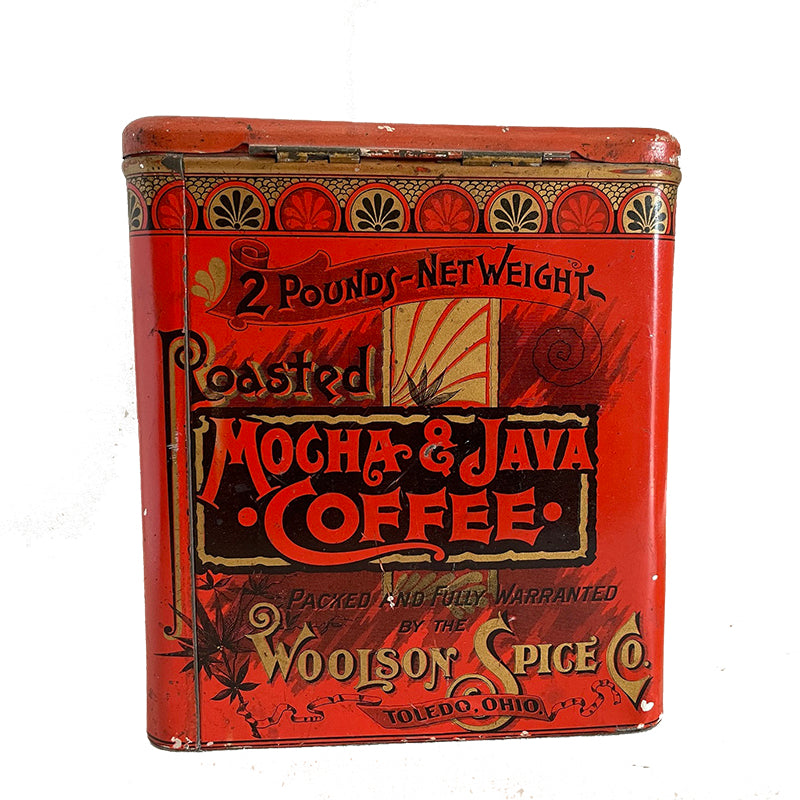 2 POUNDS-NET WEIGHT
Roasted
MOCHA & JAVA
·COFFEE·
PACKED AND FULLY WARRANTED
BY THE
WOOLSON SPICE CO.
TOLEDO, OHIO.